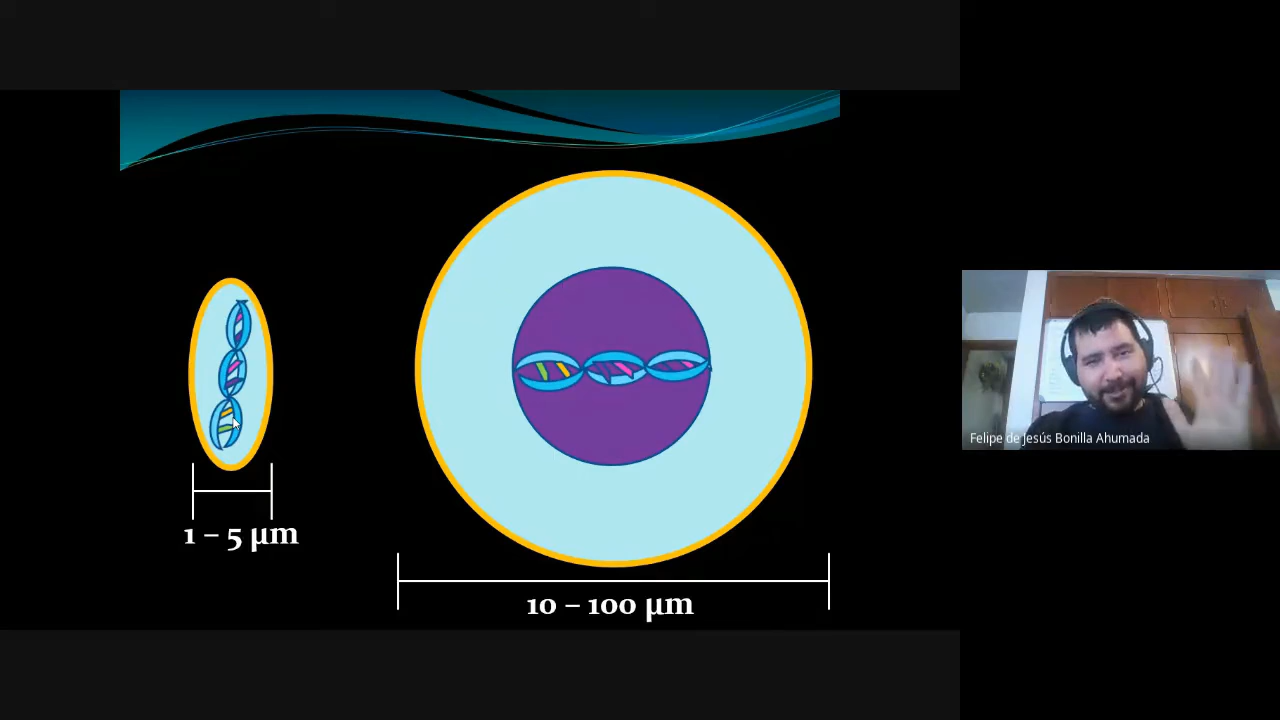 1 – 5 µm
10 – 100 µm
Felipe de Jesús Bonilla Ahumada